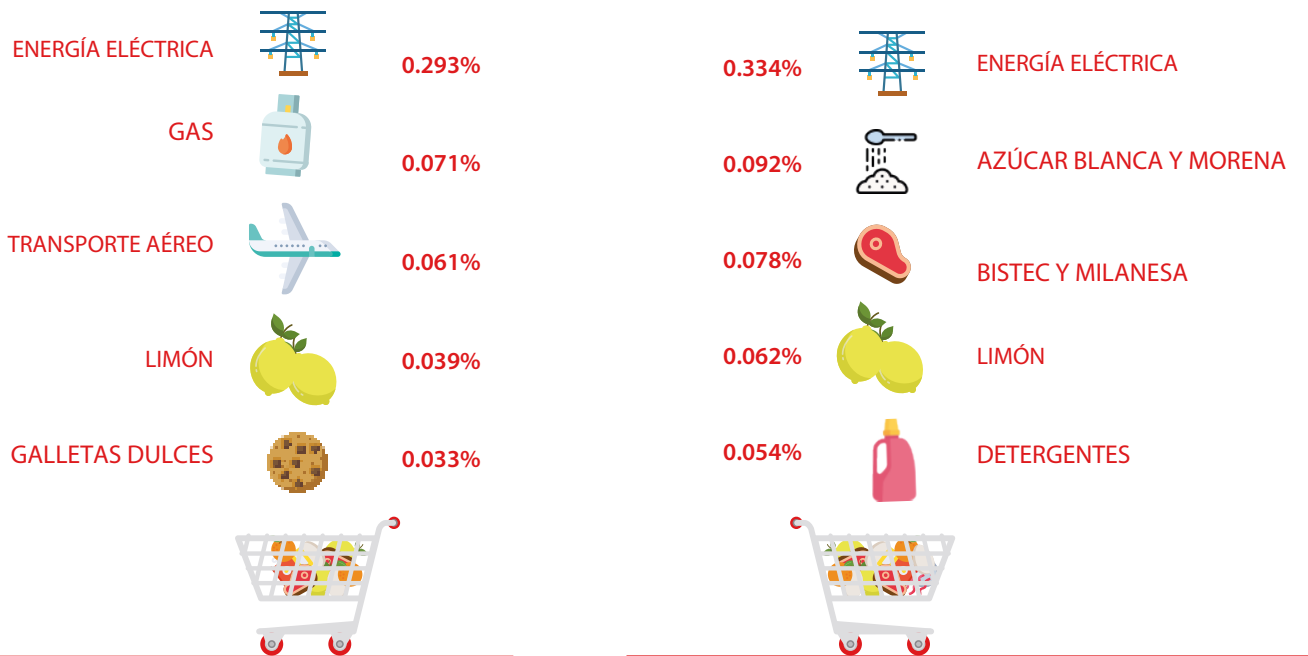 ENERGÍA ELÉCTRICA
0.293%
GAS
0.071%
TRANSPORTE AÉREO
0.061%
LIMÓN
0.039%
GALLETAS DULCES
0.033%
0.334%
ENERGÍA ELÉCTRICA
0.092%
AZÚCAR BLANCA Y MORENA
0.078%
BISTEC Y MILANESA
0.062%
LIMÓN
0.054%
DETERGENTES